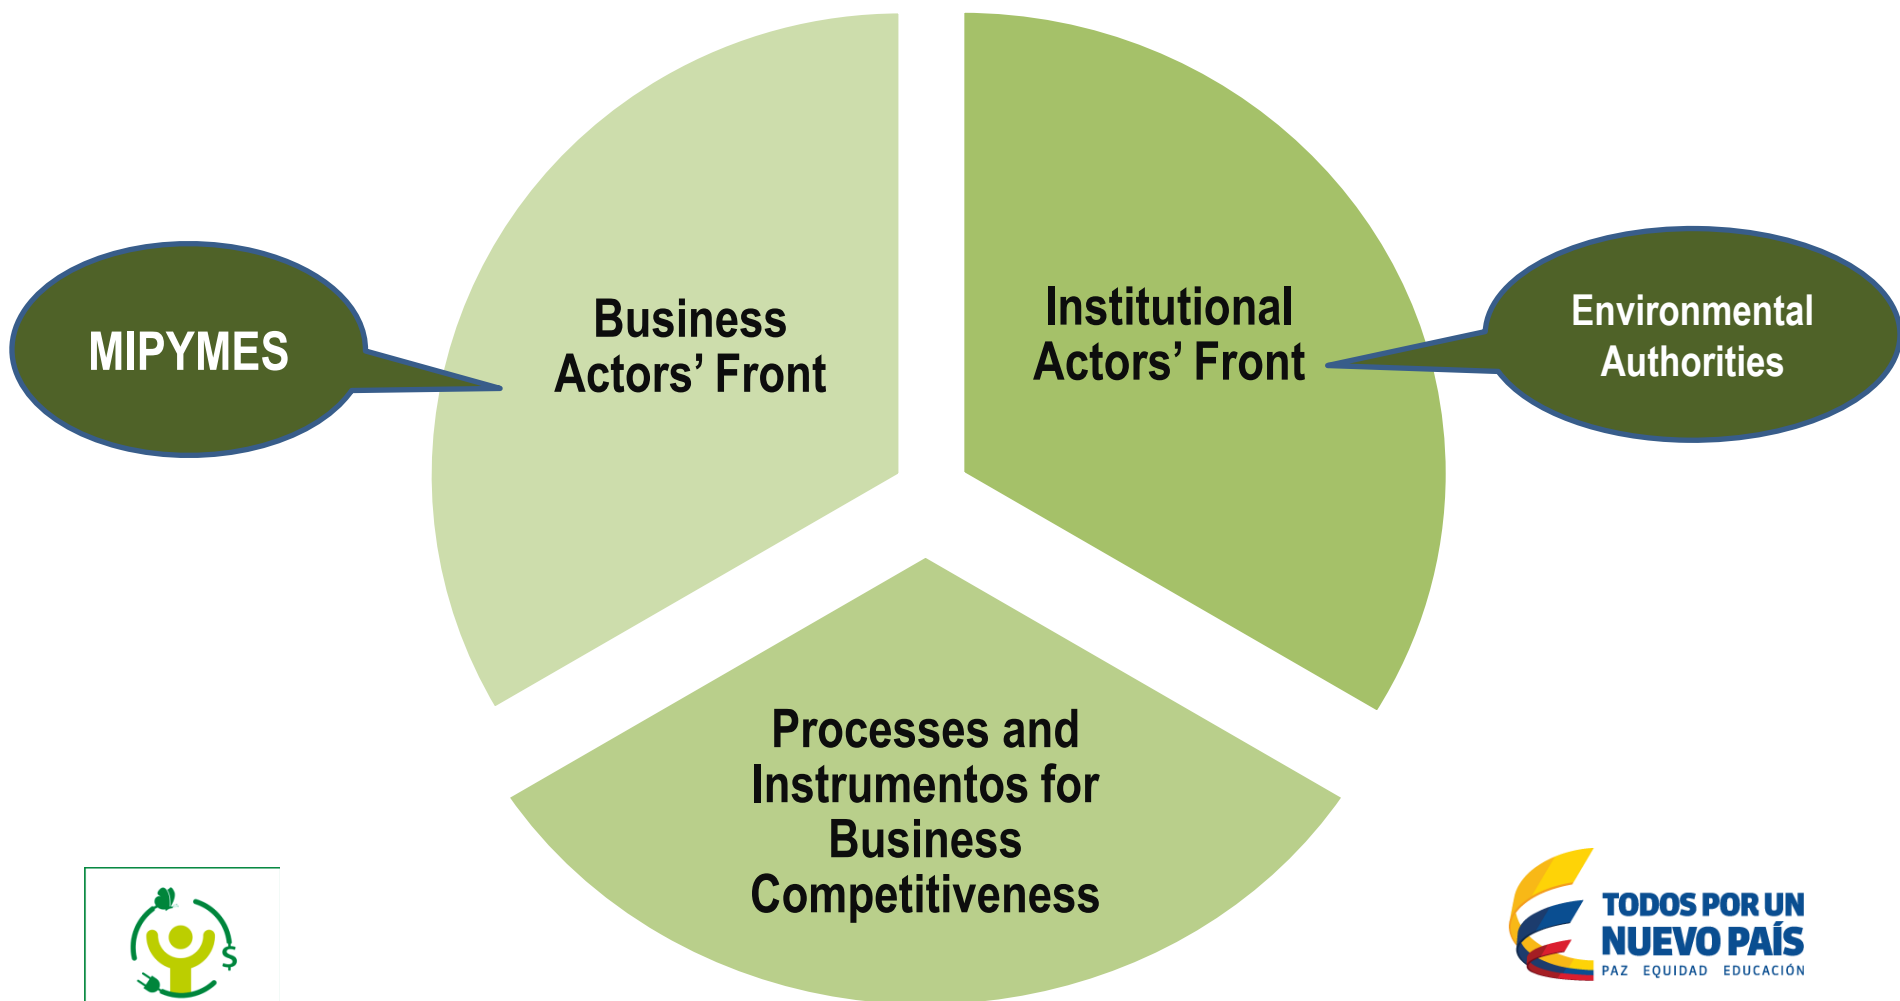 MIPYMES
Business
Actors’ Front
Institutional
Actors’ Front
Environmental
Authorities
Processes and
Instrumentos for
Business
Competitiveness
$
TODOS POR UN
NUEVO PAÍS
PAZ EQUIDAD EDUCACIÓN